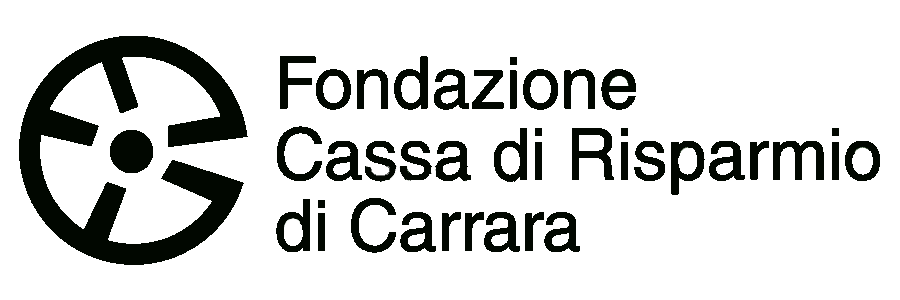 Fondazione
Cassa di Risparmio
di Carrara